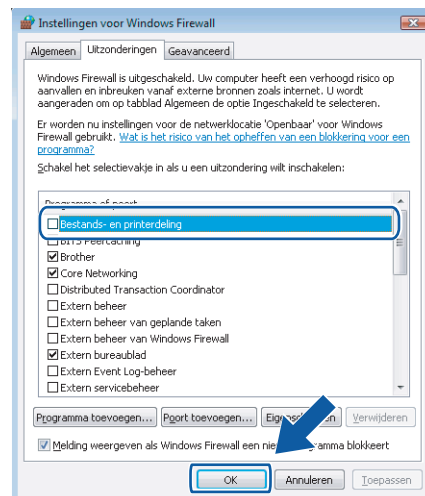 Instellingen voor Windows Firewall
Algemeen Uitzonderingen Geavanceerd
Windows Firewall is uitgeschakeld. Uw computer heeft een verhoogd risico op
aanvallen en inbreuken vanaf externe bronnen zoals internet. U wordt
aangeraden om op tabblad Algemeen de optie Ingeschakeld te selecteren.
Er worden nu instellingen voor de netwerklocatie 'Openbaar' voor Windows
Firewall gebruikt. Wat is het risico van het opheffen van een blokkering voor een
programma?
Schakel het selectievakje in als u een uitzondering wilt inschakelen:
Programma of poort
Bestands- en printerdeling
BITS Peercaching
Brother
Core Networking
Distributed Transaction Coordinator
Extern beheer
Extern beheer van geplande taken
Extern beheer van Windows Firewall
Extern bureaublad
Extern Event Log-beheer
Extern servicebeheer
Programma toevoegen... Poort toevoegen... Verwijderen
Melding weergeven als Windows Firewall een blokkeert
OK Annuleren Toepassen